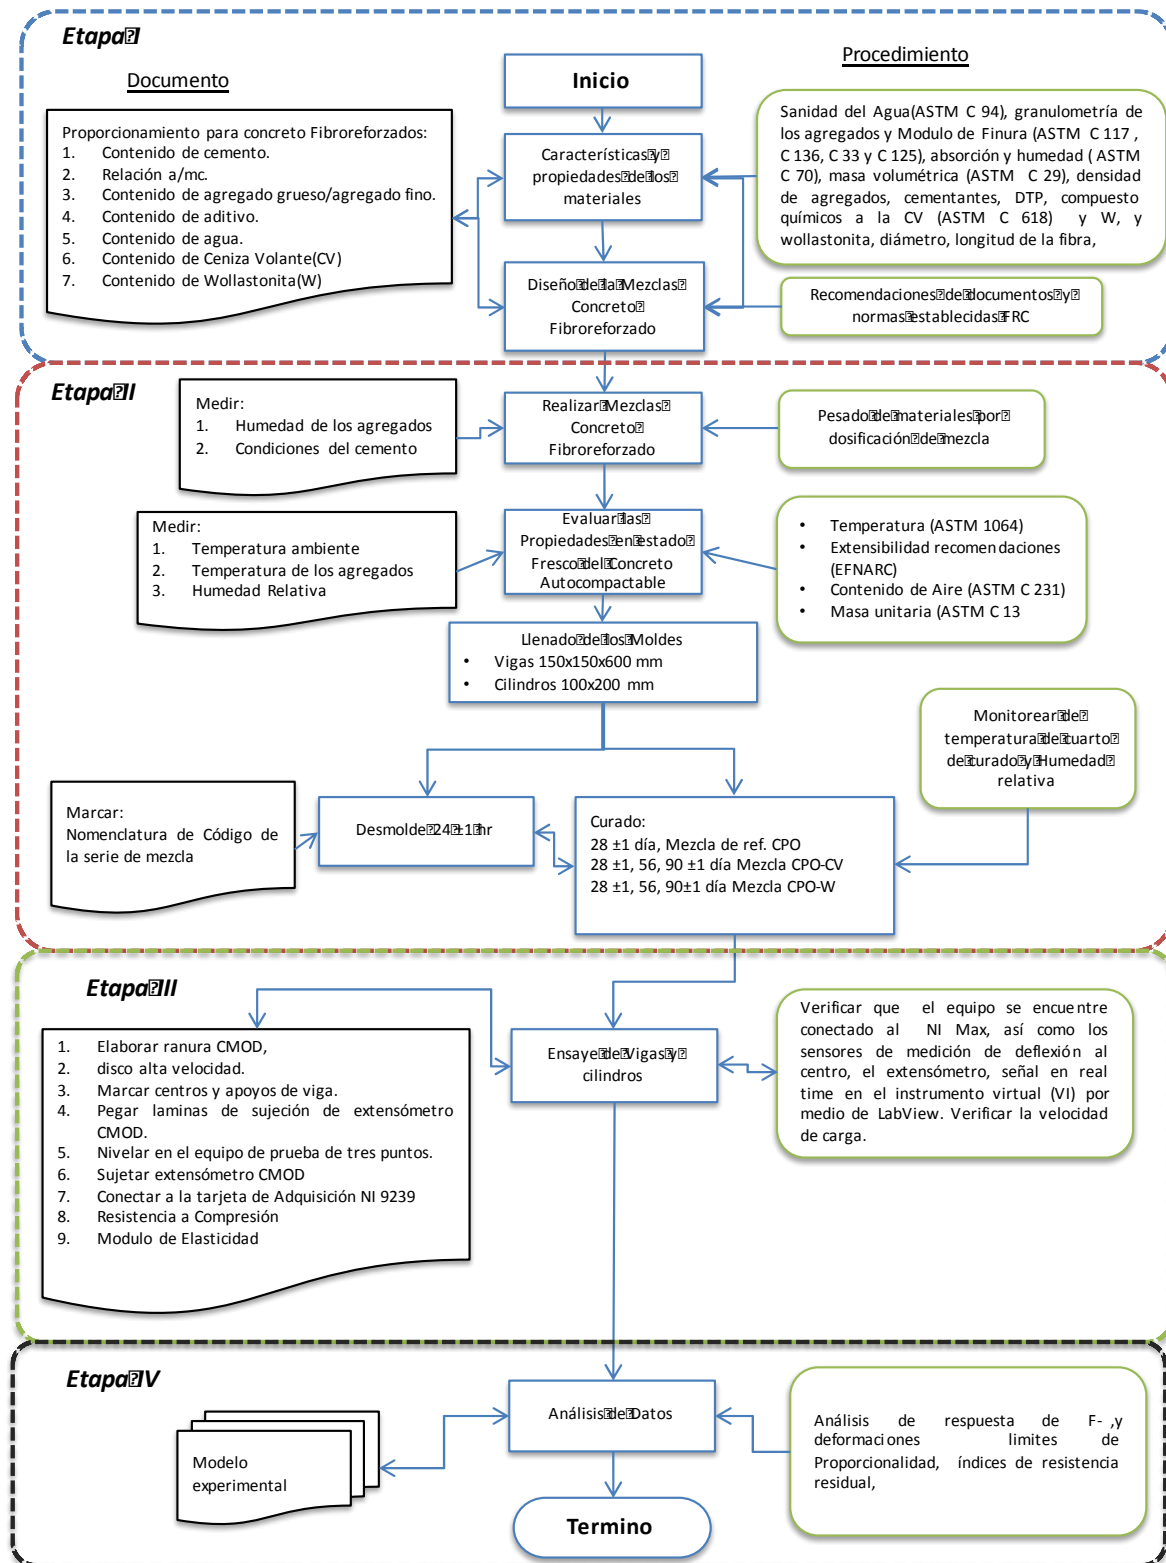 Etapa I
Documento
Inicio
Procedimiento
Proporcionamiento para concreto Fibroreforzados:
1. Contenido de cemento.
2. Relación a/mc.
3. Contenido de agregado grueso/agregado fino.
4. Contenido de aditivo.
5. Contenido de agua.
6. Contenido de Ceniza Volante(CV)
7. Contenido de Wollastonita(W)
Características y
propiedades de los
materiales
Sanidad del Agua(ASTM C 94), granulometría de
los agregados y Modulo de Finura (ASTM C 117 ,
C 136, C 33 y C 125), absorción y humedad ( ASTM
C 70), masa volumétrica (ASTM C 29), densidad
de agregados, cementantes, DTP, compuesto
químicos a la CV (ASTM C 618) y W, y
wollastonita, diámetro, longitud de la fibra,
Diseño de la Mezclas
Concreto
Fibroreforzado
Recomendaciones de documentos y
normas establecidas FRC
Etapa II
Medir:
1. Humedad de los agregados
2. Condiciones del cemento
Realizar Mezclas
Concreto
Fibroreforzado
Pesado de materiales por
dosificación de mezcla
Medir:
1. Temperatura ambiente
2. Temperatura de los agregados
3. Humedad Relativa
Evaluar las
Propiedades en estado
Fresco del Concreto
Autocompactable
• Temperatura (ASTM 1064)
• Extensibilidad recomendaciones
(EFNARC)
• Contenido de Aire (ASTM C 231)
• Masa unitaria (ASTM C 13
Llenado de los Moldes
• Vigas 150x150x600 mm
• Cilindros 100x200 mm
Monitorear de
temperatura de cuarto
de curado y Humedad
relativa
Marcar:
Nomenclatura de Código de
la serie de mezcla
Desmolde 24 ±1 hr
Curado:
28 ±1 día, Mezcla de ref. CPO
28 ±1, 56, 90 ±1 día Mezcla CPO-CV
28 ±1, 56, 90±1 día Mezcla CPO-W
Etapa III
1. Elaborar ranura CMOD,
2. disco alta velocidad.
3. Marcar centros y apoyos de viga.
4. Pegar laminas de sujeción de extensómetro
CMOD.
5. Nivelar en el equipo de prueba de tres puntos.
6. Sujetar extensómetro CMOD
7. Conectar a la tarjeta de Adquisición NI 9239
8. Resistencia a Compresión
9. Modulo de Elasticidad
Ensaye de Vigas y
cilindros
Verificar que el equipo se encuentre
conectado al NI Max, así como los
sensores de medición de deflexión al
centro, el extensómetro, señal en real
time en el instrumento virtual (VI) por
medio de LabView. Verificar la velocidad
de carga.
Etapa IV
Modelo
experimental
Análisis de Datos
Análisis de respuesta de F- ,y
deformaciones limites de
Proporcionalidad, índices de resistencia
residual,
Termino